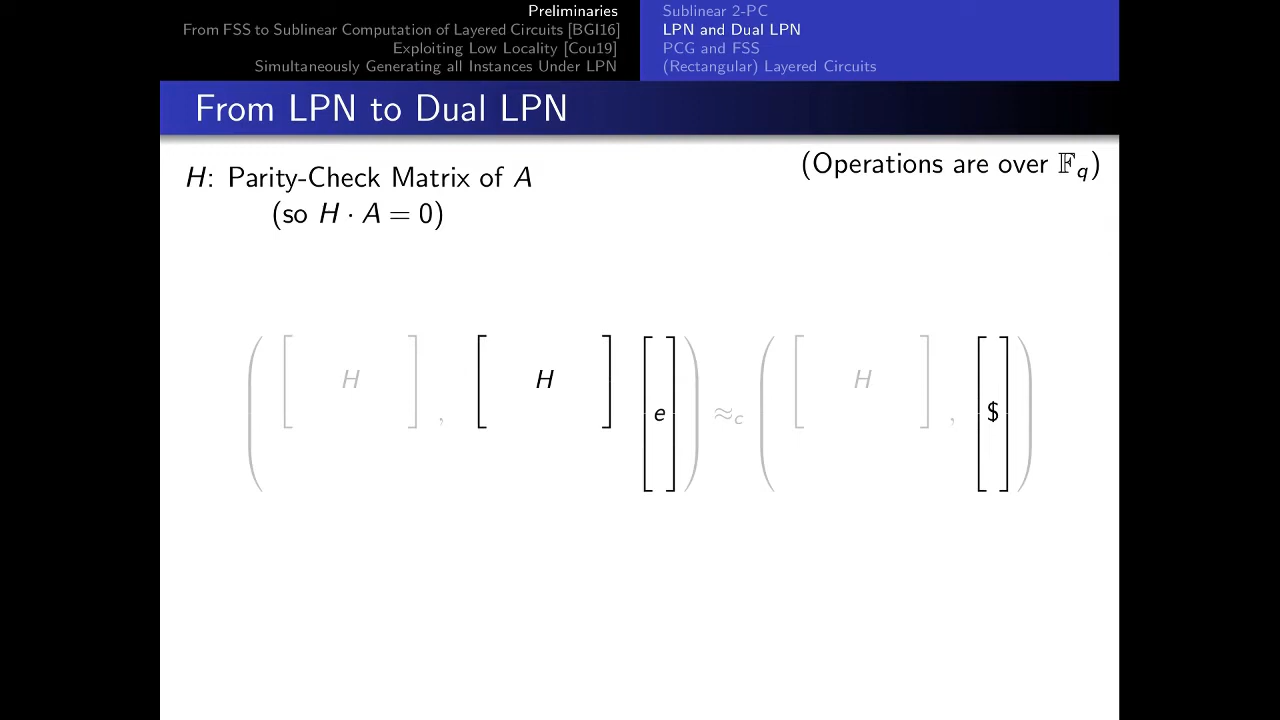 Preliminaries
From FSS to Sublinear Computation of Layered Circuits [BGI16]
Exploiting Low Locality [Cou19]
Simultaneously Generating all Instances Under LPN
Sublinear 2-PC
LPN and Dual LPN
PCG and FSS
(Rectangular) Layered Circuits
From LPN to Dual LPN
(Operations are over 𝔽_q)
H: Parity-Check Matrix of A
(so H · A = 0)
( [ H ] , [ H ] [ e ] ) ≈_c ( [ H ] , [ $ ] )